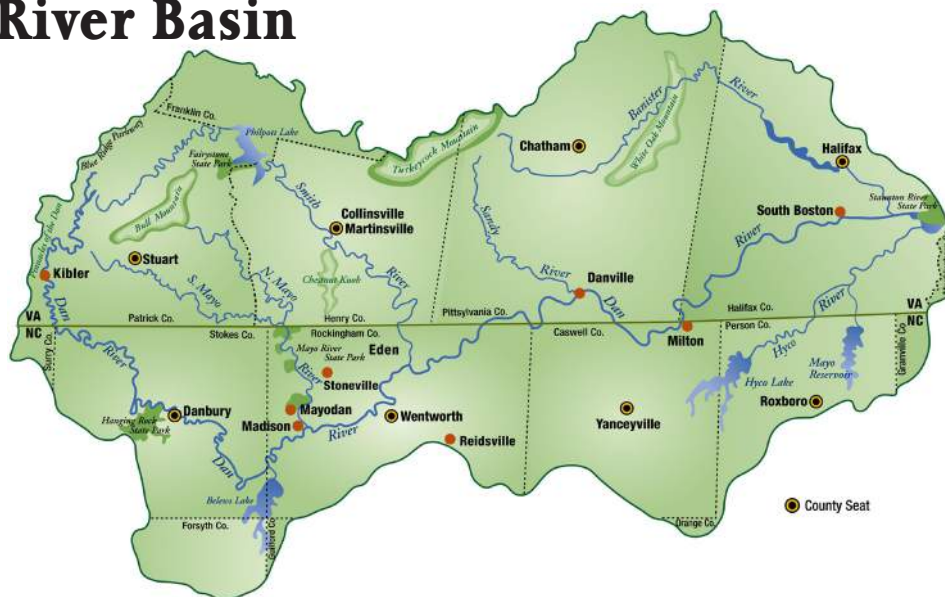 River Basin
Franklin Co.
Blue Ridge Parkway
Philpott Lake
Fairystone
State Park
Turkeycock Mountain
Chatham
Banister
River
White Oak Mountain
Halifax
Staunton River
State Park
South Boston
River
Bull Mountain
Smith
River
Collinsville
Martinsville
Sandy
River
Pinnacles of the Dan
Kibler
Stuart
S. Mayo
N. Mayo
Chestnut Knob
Danville
Dan
Dan
River
VA
NC
Patrick Co.
Henry Co.
Pittsylvania Co.
Halifax Co.
VA
NC
Surry Co.
Stokes Co.
Rockingham Co.
Caswell Co.
Person Co.
Granville Co
Milton
Hyco
River
Mayo River
State Park
Eden
River
Stoneville
Hyco Lake
Mayo
Reservoir
Roxboro
Hanging Rock
State Park
Danbury
Mayodan
Madison
River
Wentworth
Yanceyville
Reidsville
Dan
Belews Lake
Forsyth Co.
Guilford Co
Orange Co.
County Seat